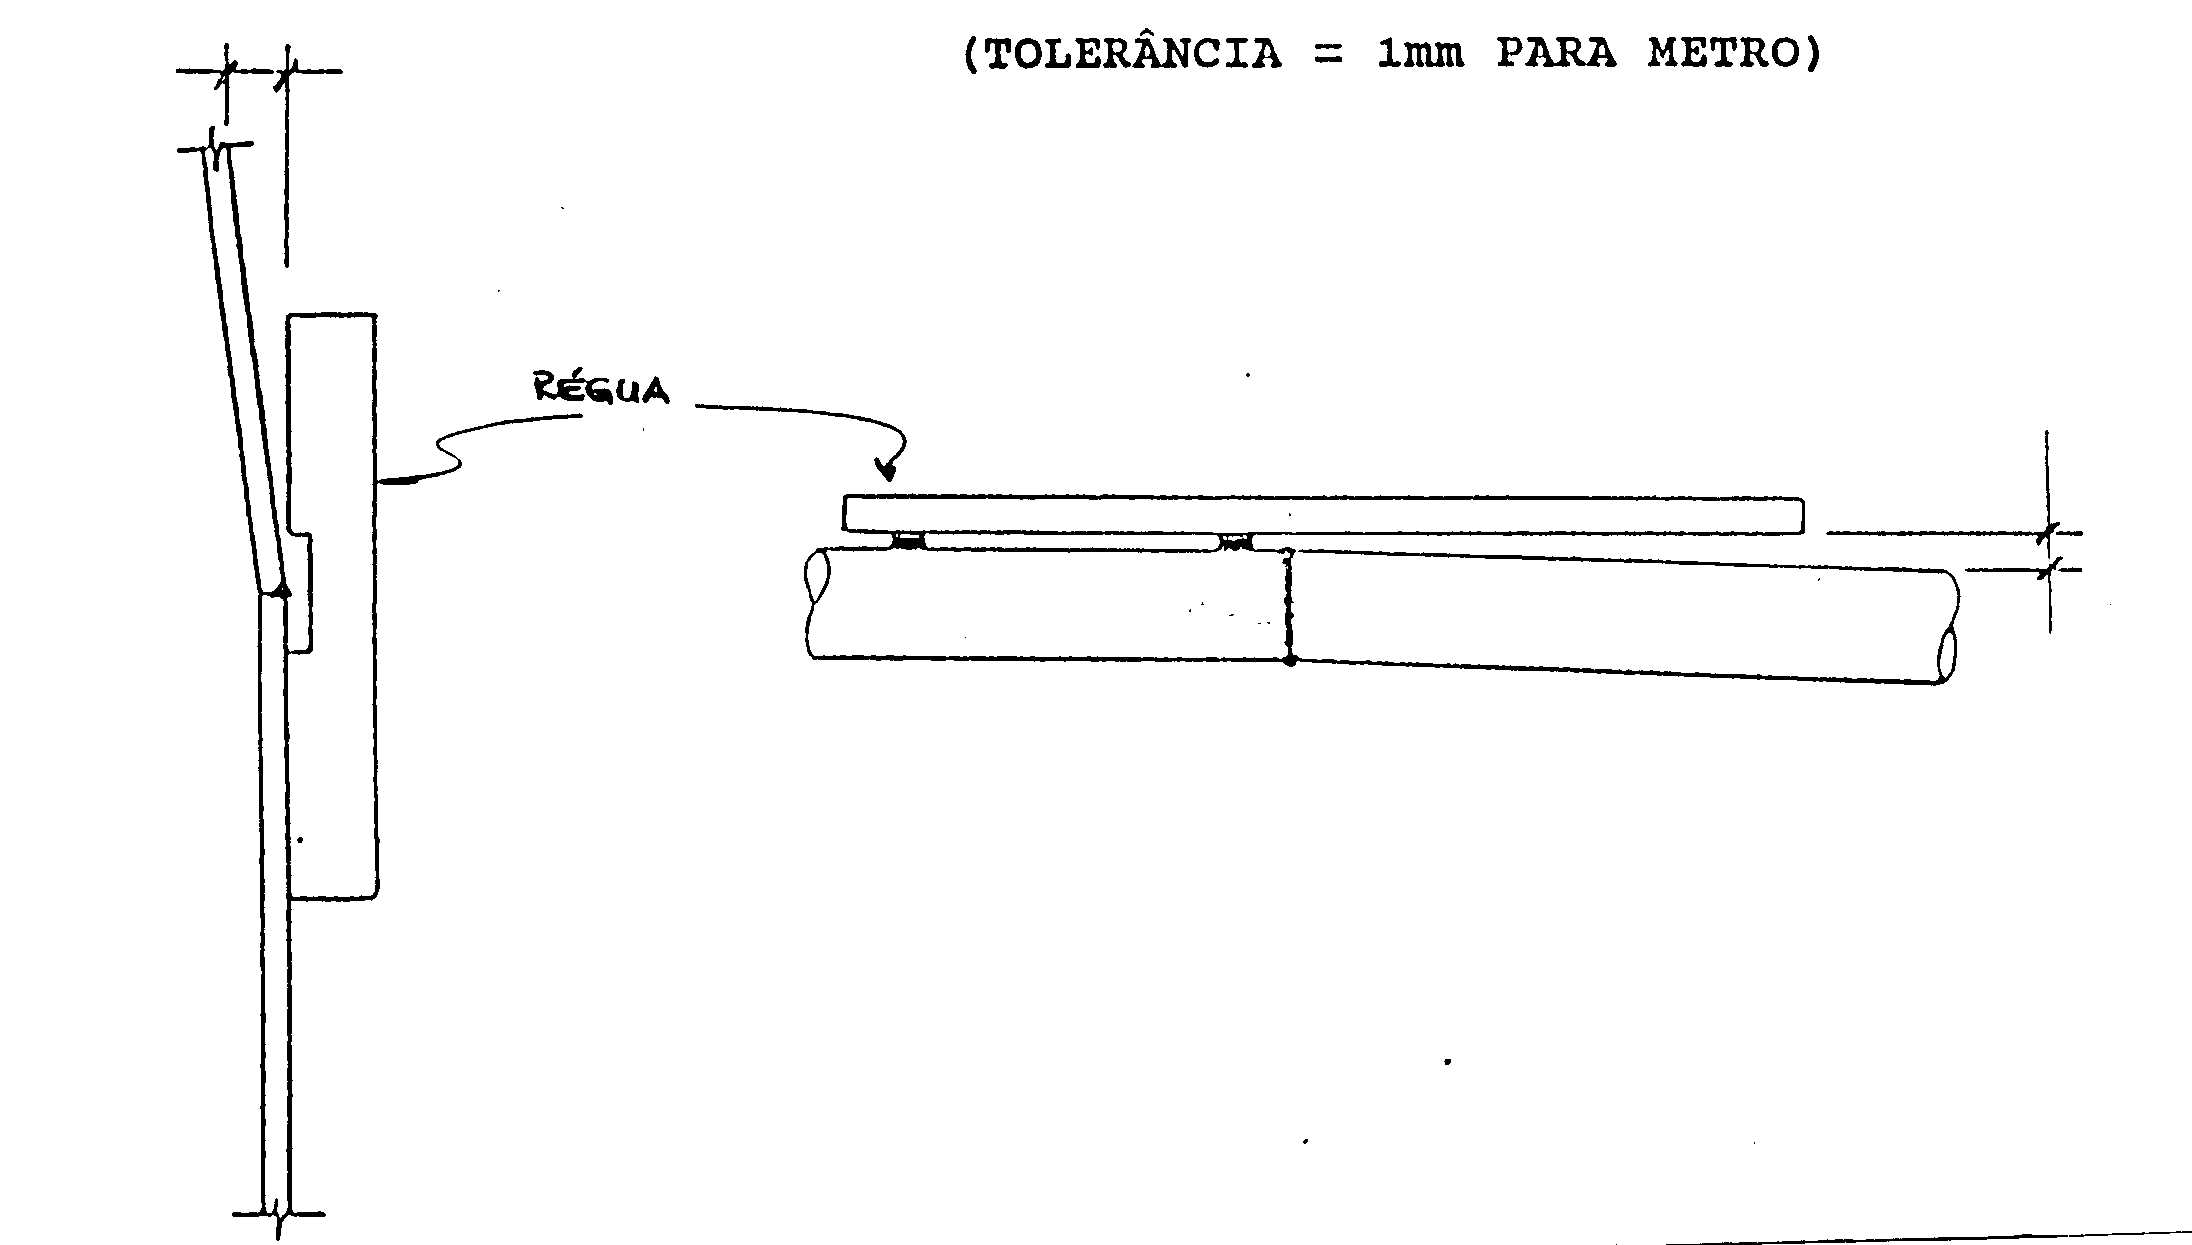 (TOLERÂNCIA = 1mm PARA METRO)
RÉGUA